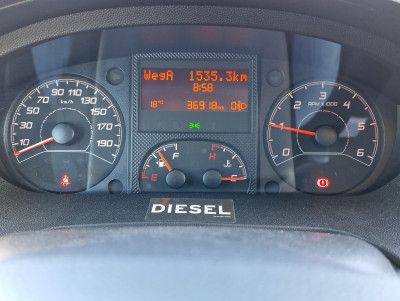 WegA 1535.3km
8:58
18°C 36918km
10 30 50 70 90 110 130 150 170 190
km/h
E F
H C
0 1 2 3 4 5 6
RPM x 1000
DIESEL